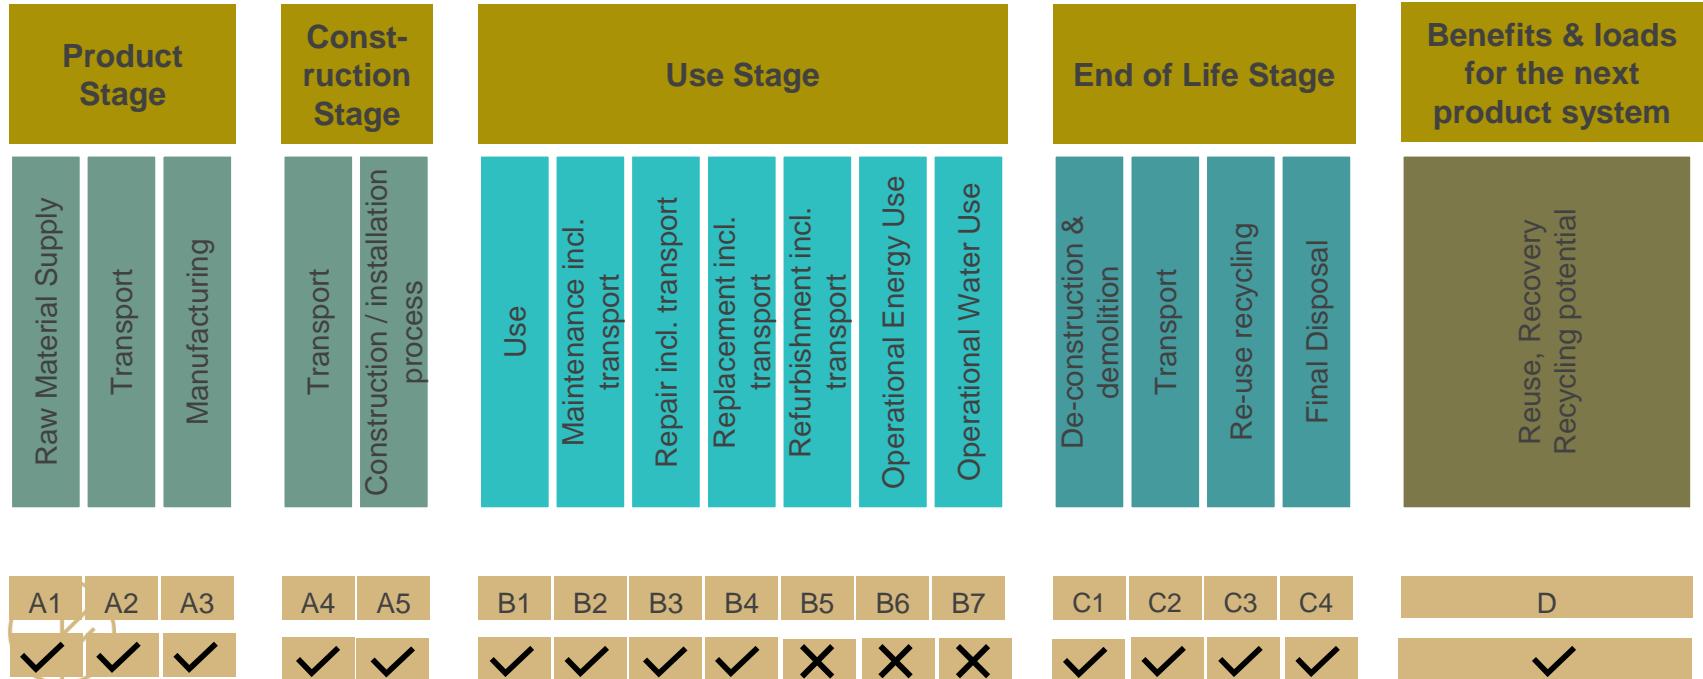 Product
Stage
Const-
ruction
Stage
Use Stage
End of Life Stage
Benefits & loads
for the next
product system
Raw Material Supply
Transport
Manufacturing
Transport
Construction / installation
process
Use
Maintenance incl.
transport
Repair incl. transport
Replacement incl.
transport
Refurbishment incl.
transport
Operational Energy Use
Operational Water Use
De-construction &
demolition
Transport
Re-use recycling
Final Disposal
Reuse, Recovery
Recycling potential
A1 A2 A3 A4 A5 B1 B2 B3 B4 B5 B6 B7 C1 C2 C3 C4 D